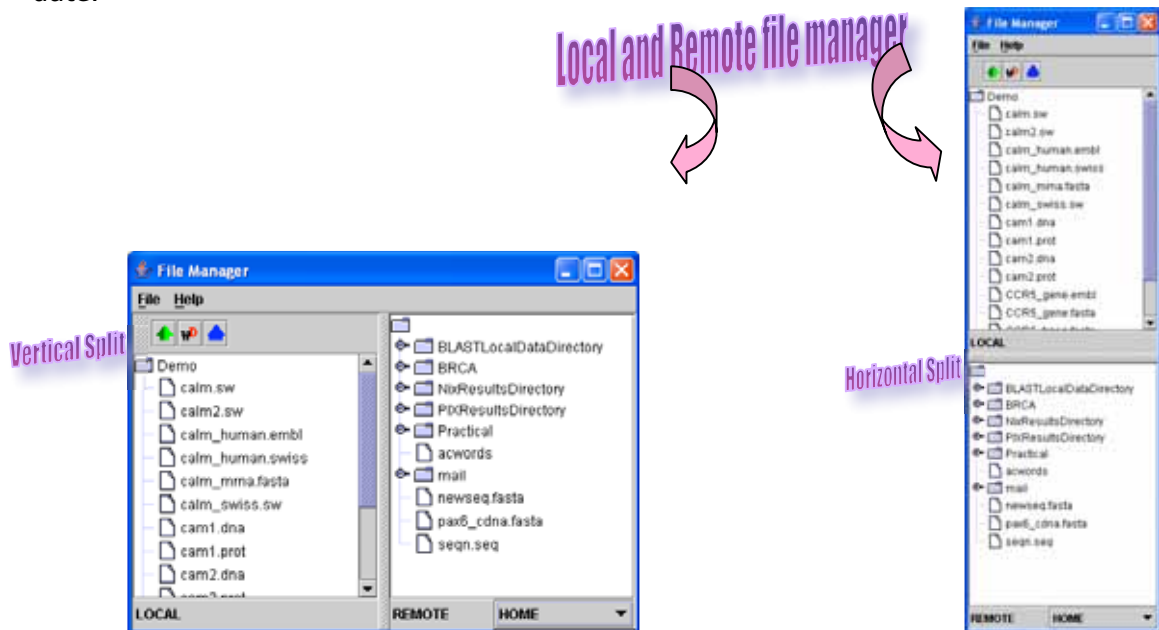 Local and Remote file manager
File Manager
File Help
Demo
calm.sw
calm2.sw
calm_human.embl
calm_human.swiss
calm_mrna.fasta
calm_swiss.sw
cam1.dna
cam1.prot
cam2.dna
cam2.prot
CCR5_gene.embl
CCR5_gene.fasta
LOCAL
BLASTLocalDataDirectory
BRCA
NixResultsDirectory
PIXResultsDirectory
Practical
acwords
mail
newseq.fasta
pax6_cdna.fasta
seqn.seq
REMOTE HOME
Horizontal Split
Vertical Split
File Manager
File Help
Demo
calm.sw
calm2.sw
calm_human.embl
calm_human.swiss
calm_mrna.fasta
calm_swiss.sw
cam1.dna
cam1.prot
cam2.dna
LOCAL
BLASTLocalDataDirectory
BRCA
NixResultsDirectory
PIXResultsDirectory
Practical
acwords
mail
newseq.fasta
pax6_cdna.fasta
seqn.seq
REMOTE HOME